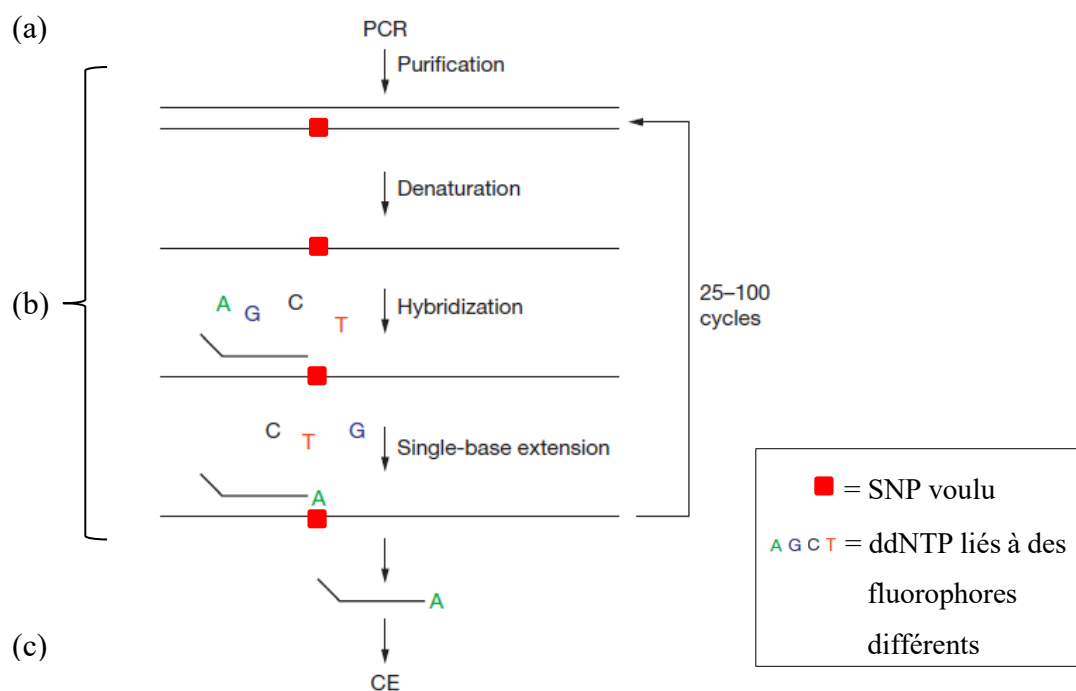 (a)
PCR
Purification
Denaturation
(b)
A G C T
Hybridization
25–100
cycles
C T G
Single-base extension
A
= SNP voulu
A G C T = ddNTP liés à des
fluorophores
différents
A
(c)
CE